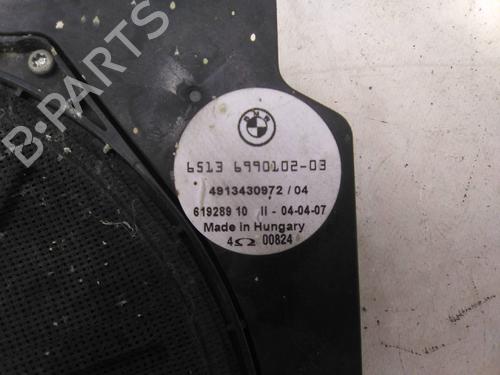 B-PARTS
BMW
6513 6990102-03
4913430972 / 04
619289 10 II - 04-04-07
Made in Hungary
4Ω 00824